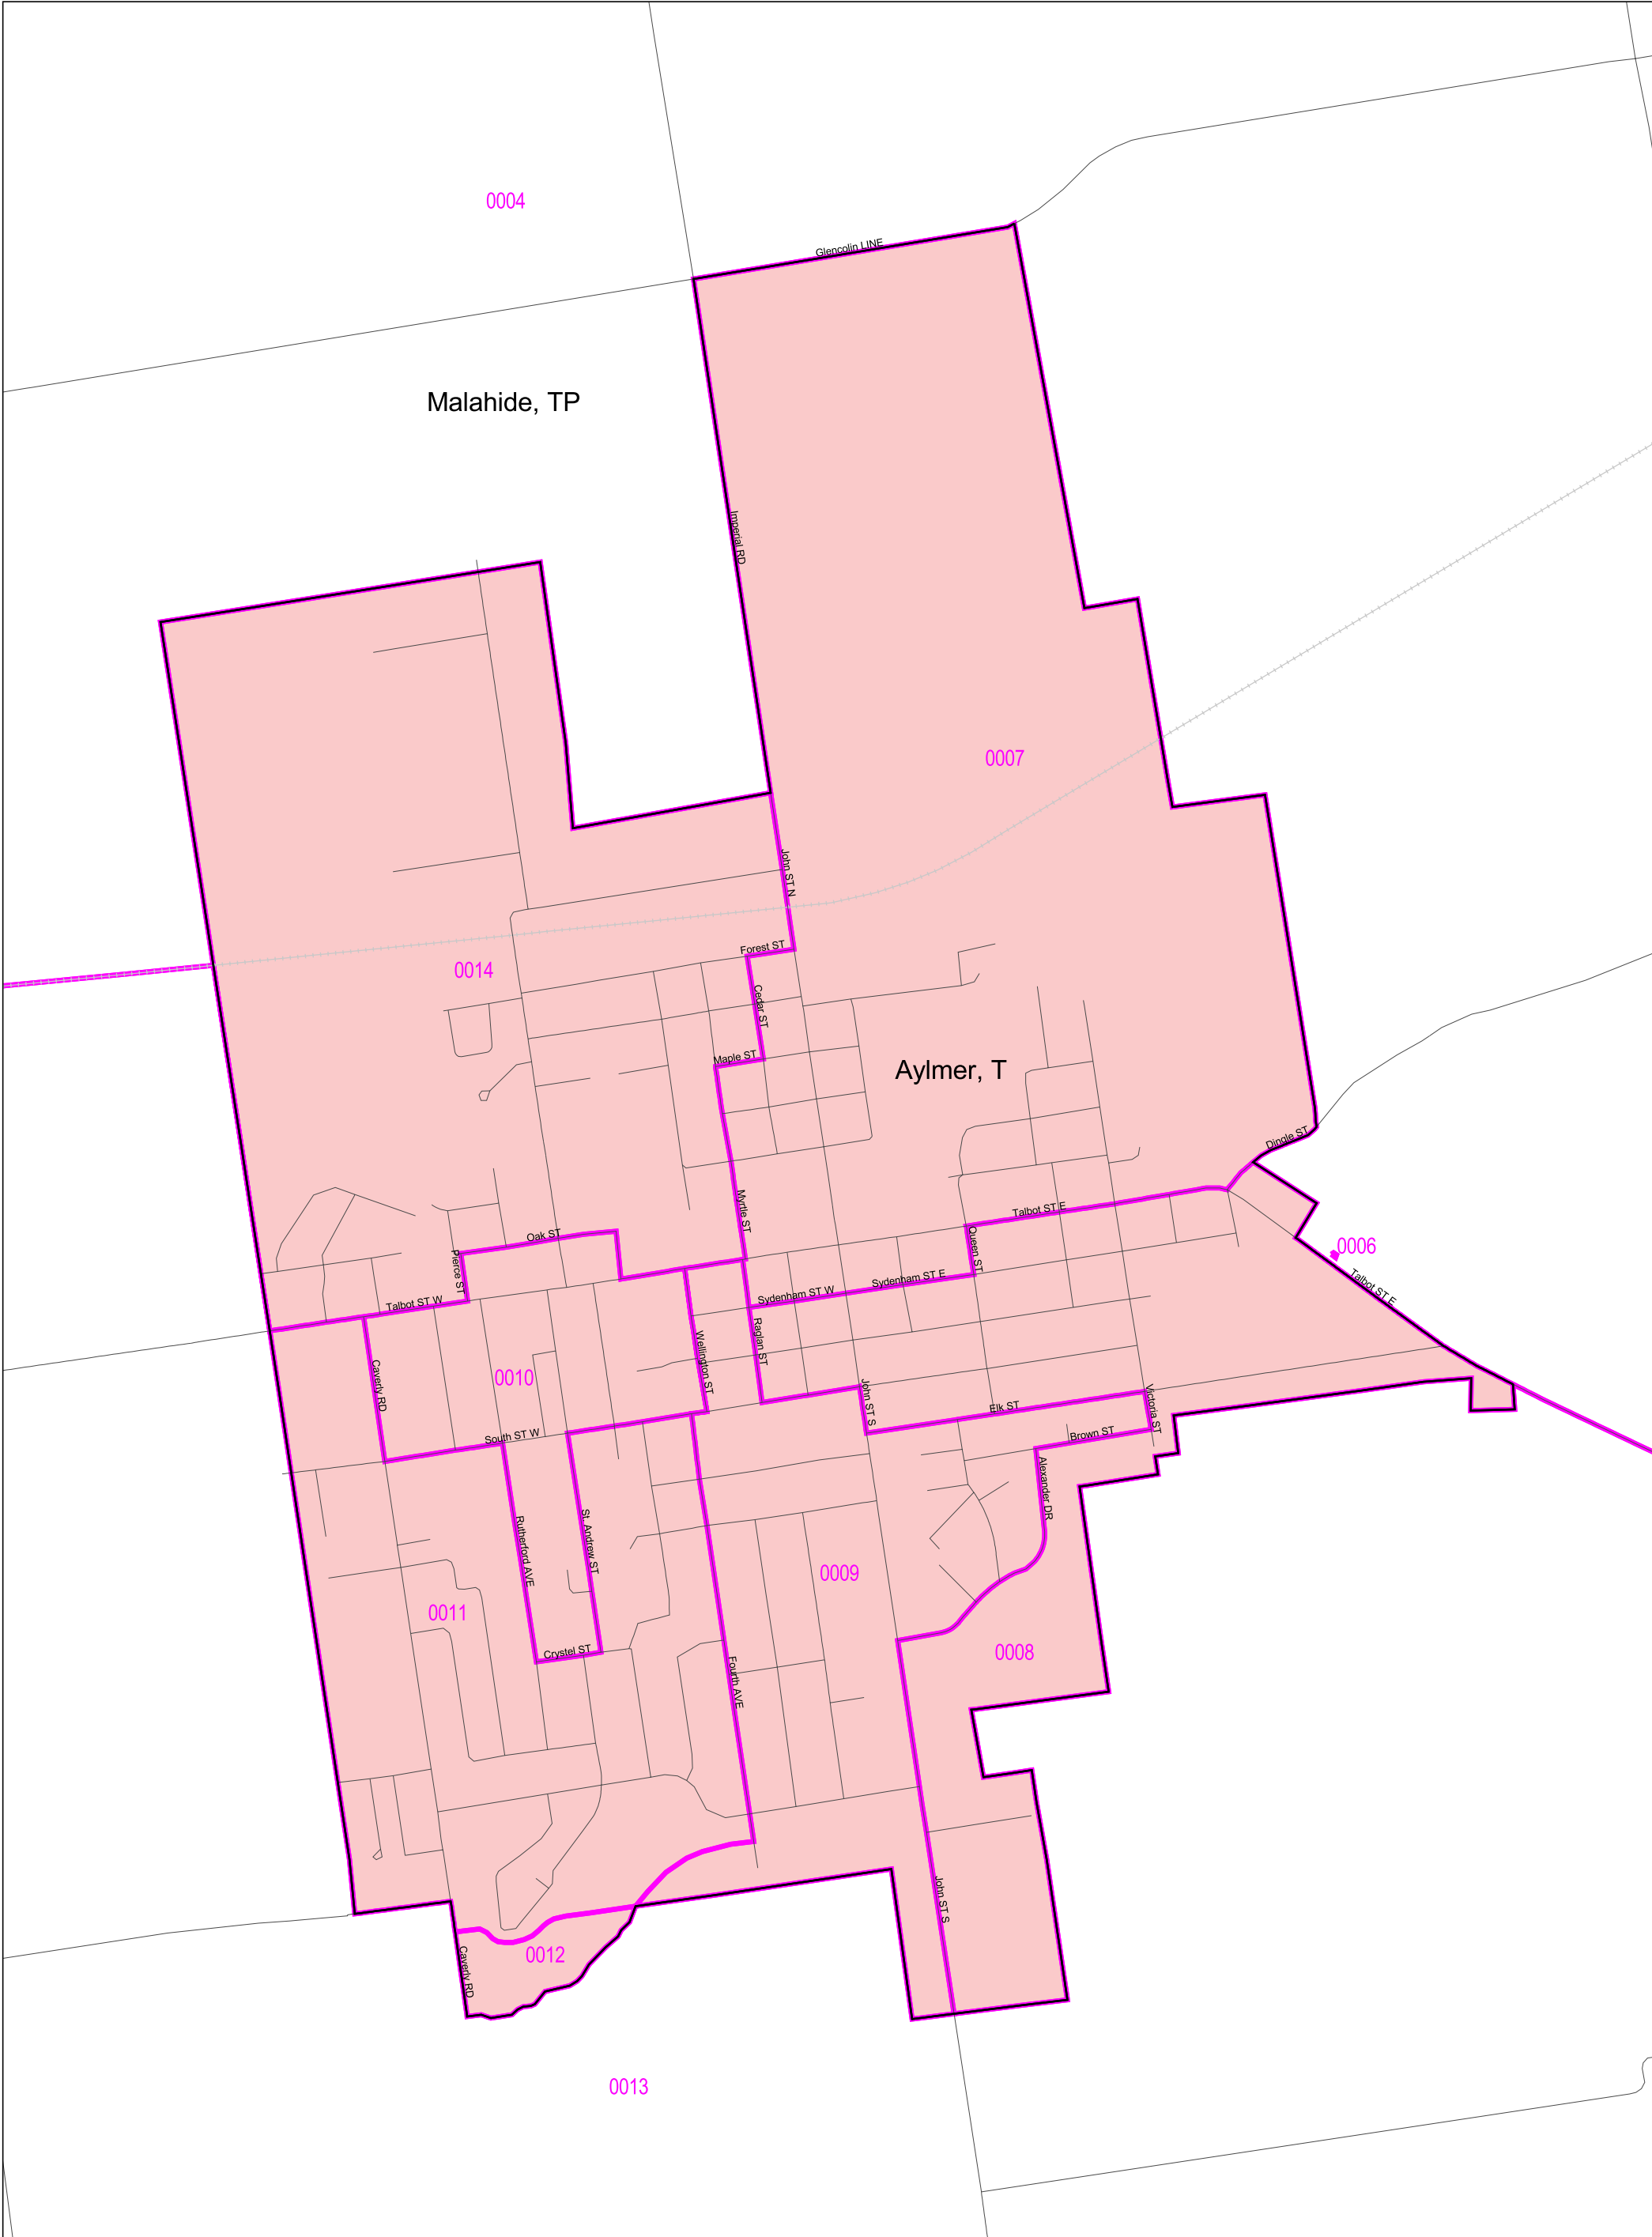 0004
Glencolin LINE
Malahide, TP
Imperial RD
0007
John ST N
Forest ST
0014
Cedar ST
Maple ST
Aylmer, T
Dingle ST
Myrtle ST
Talbot ST E
Oak ST
Queen ST
0006
Pierce ST
Talbot ST E
Sydenham ST E
Sydenham ST W
Talbot ST W
Raglan ST
Wellington ST
Caverly RD
0010
John ST S
Victoria ST
Elk ST
Brown ST
South ST W
Alexander DR
Rutherford AVE
St. Andrew ST
0009
0011
Crystel ST
0008
Fourth AVE
John ST S
0012
Caverly RD
0013